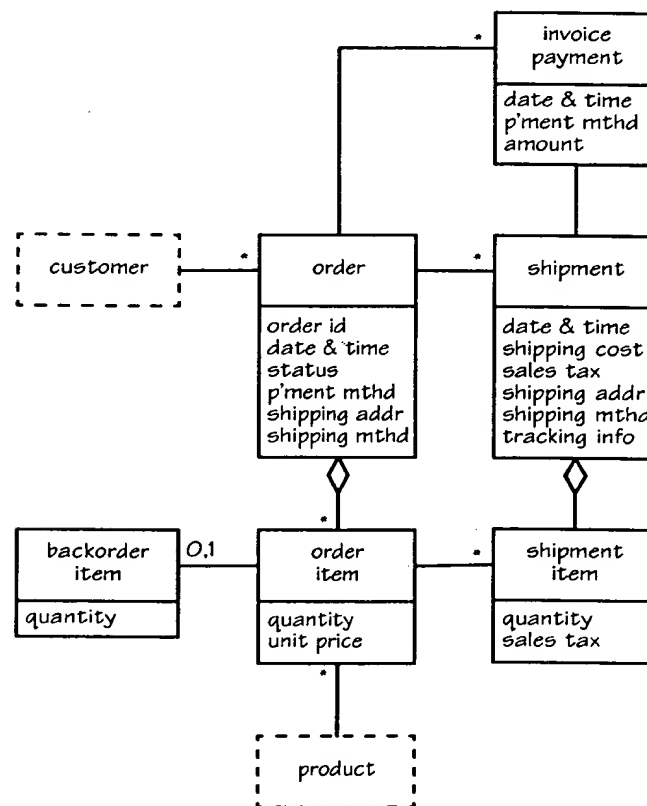 *
invoice
payment
date & time
p'ment mthd
amount
customer
*
order
*
shipment
order id
date & time
status
p'ment mthd
shipping addr
shipping mthd
date & time
shipping cost
sales tax
shipping addr
shipping mthd
tracking info
*
backorder
item
0,1
order
item
*
shipment
item
quantity
quantity
unit price
quantity
sales tax
*
product